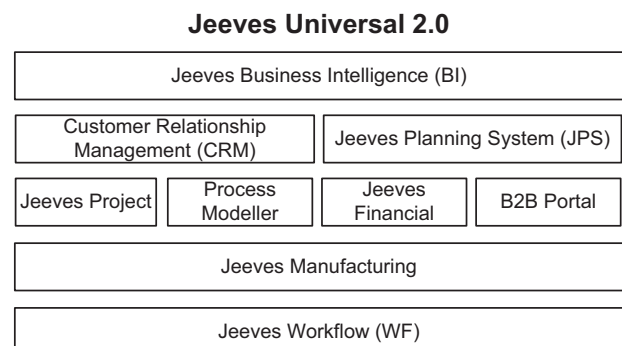 Jeeves Universal 2.0
Jeeves Business Intelligence (BI)
Customer Relationship
Management (CRM)
Jeeves Planning System (JPS)
Jeeves Project
Process
Modeller
Jeeves
Financial
B2B Portal
Jeeves Manufacturing
Jeeves Workflow (WF)